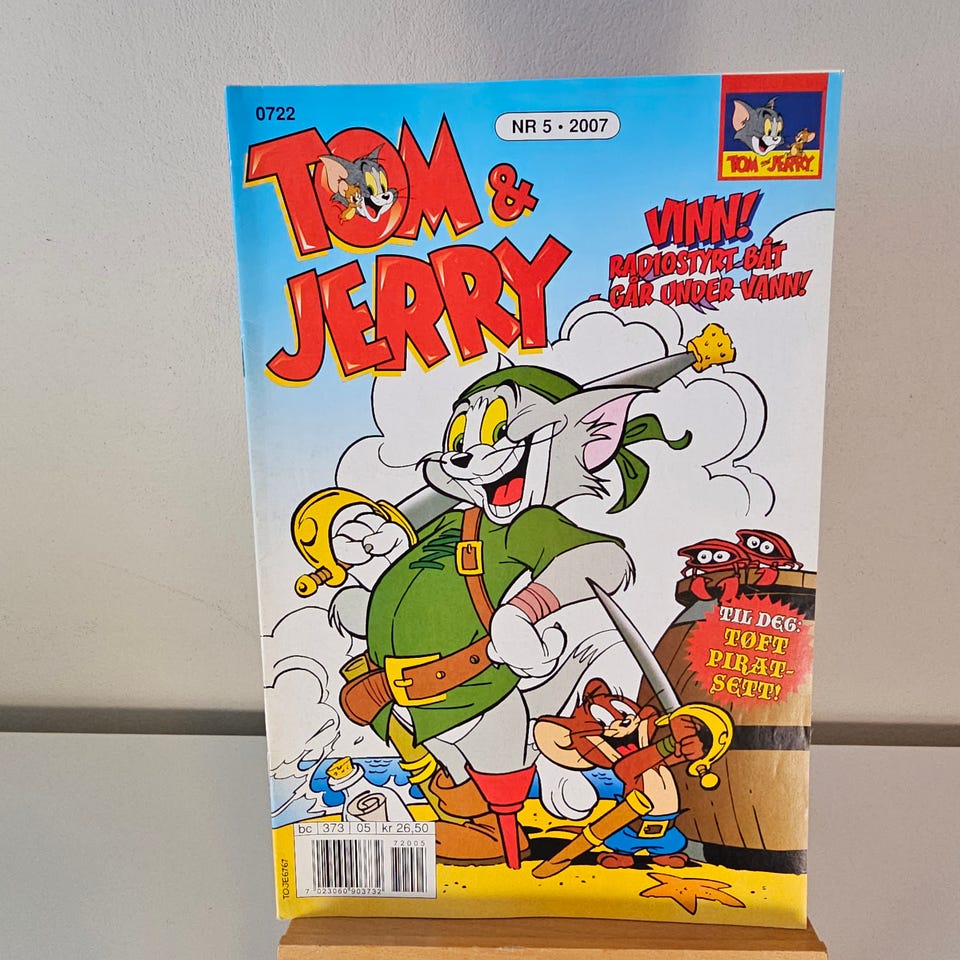 0722
NR 5 • 2007
TOM and JERRY
TOM &
JERRY
VINN!
RADIOSTYRT BÅT
- GÅR UNDER VANN!
TIL DEG:
TØFT
PIRAT-
SETT!
bc 373 05 kr 26,50
72005
7 023060 903732
TOJE6767